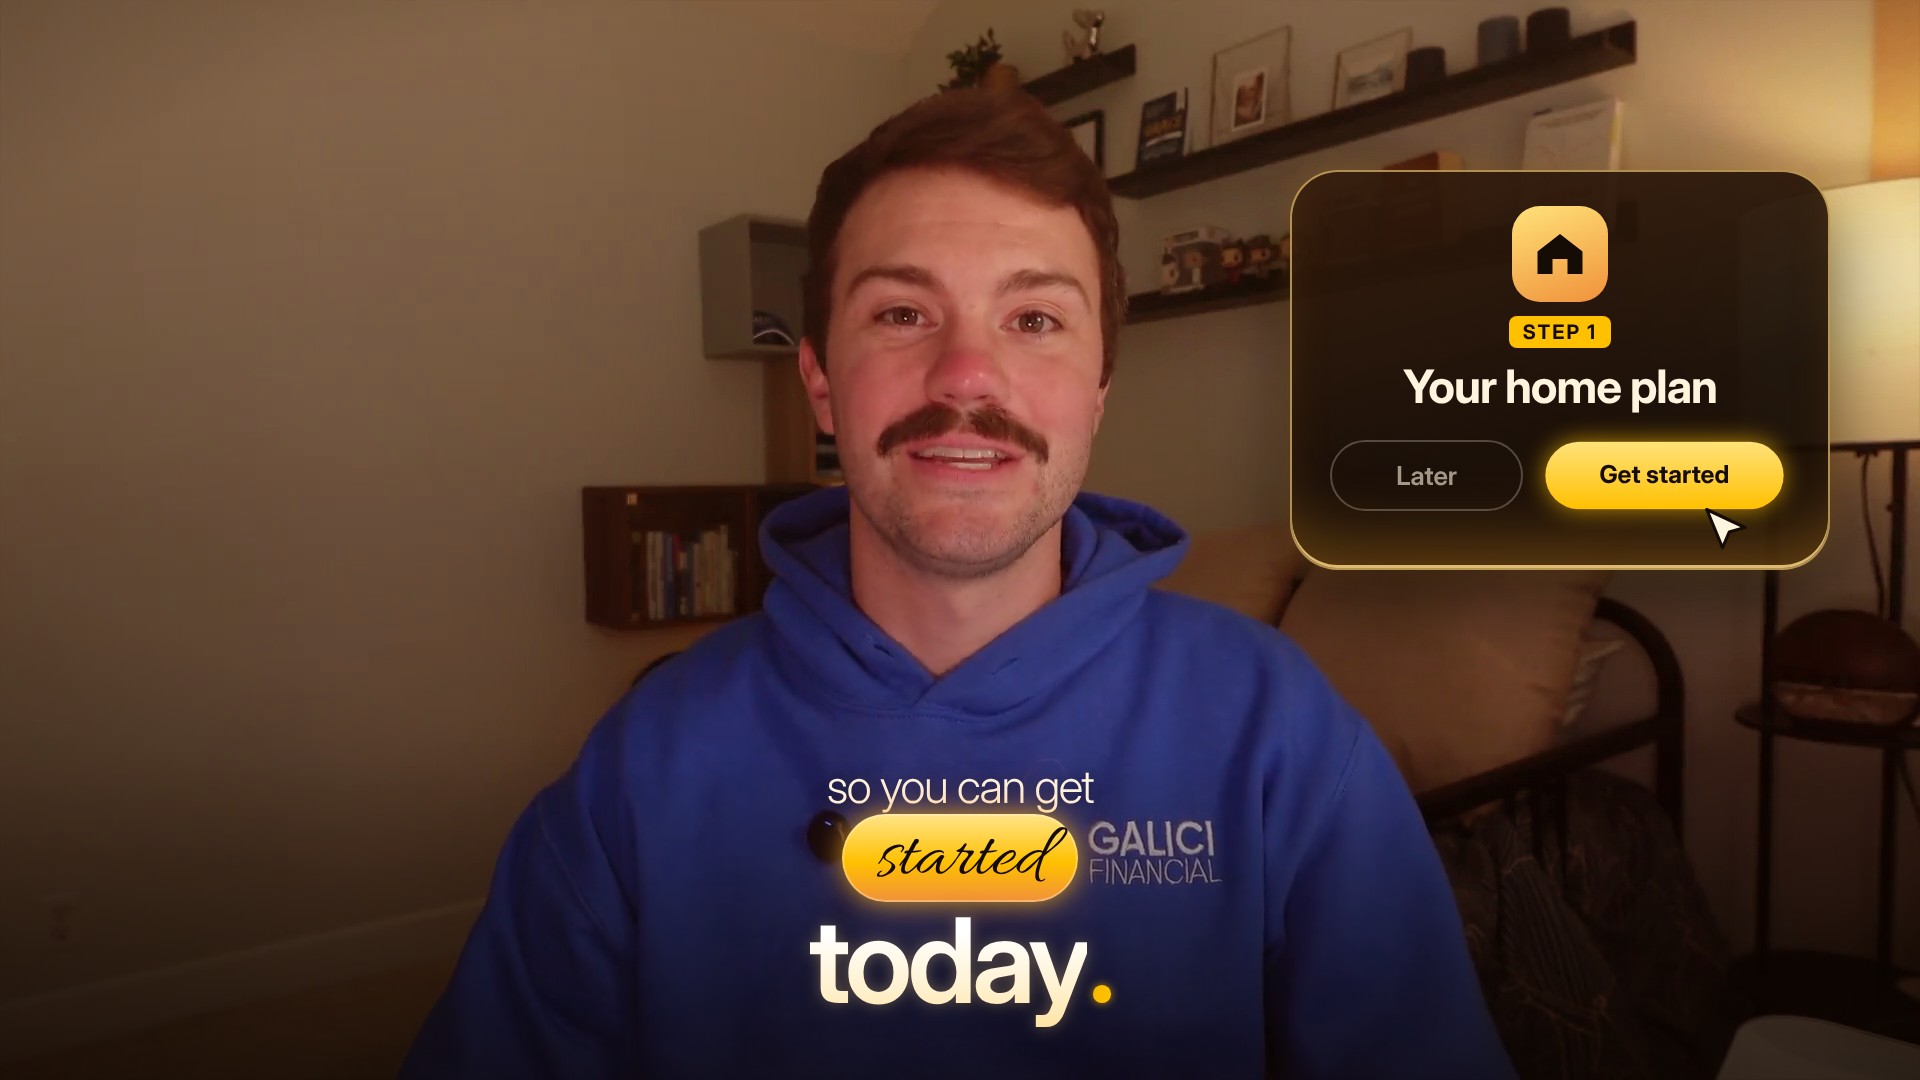 STEP 1
Your home plan
Later
Get started
so you can get
started
GALICI
FINANCIAL
today.